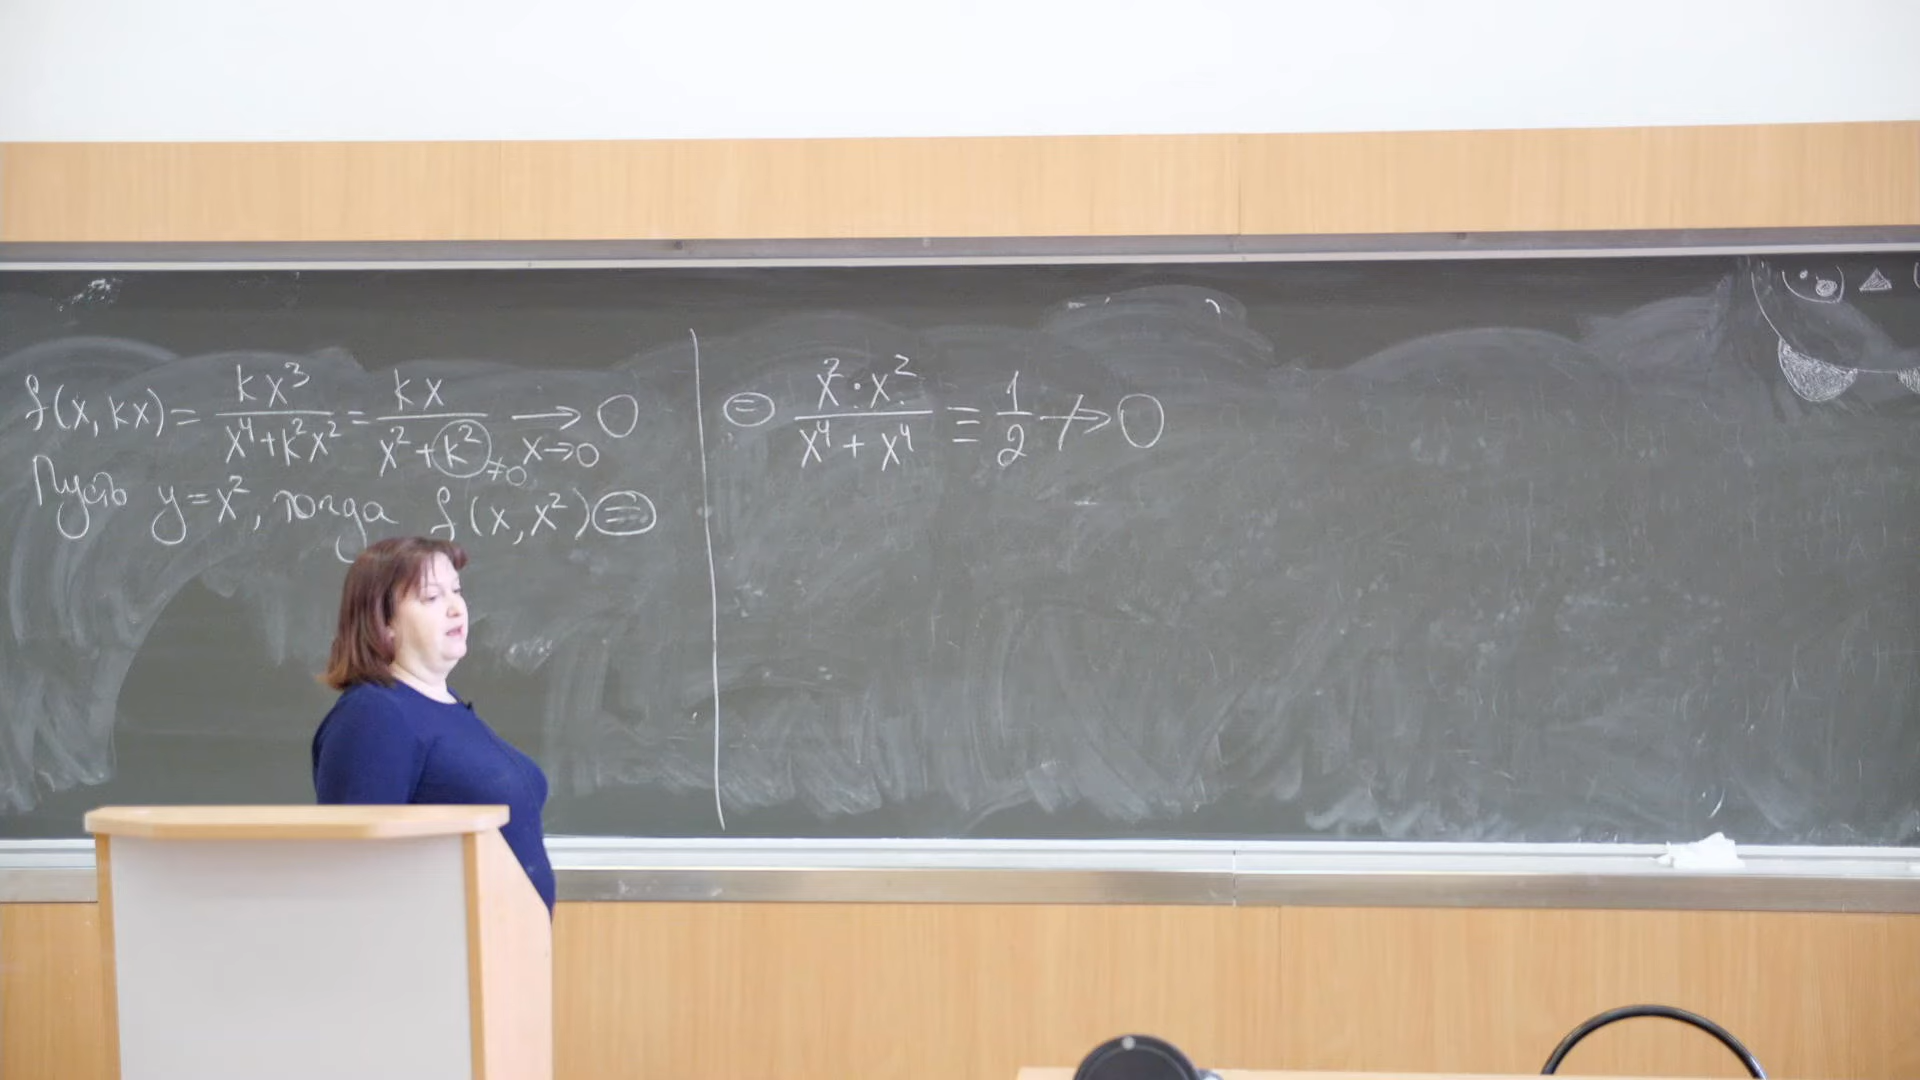 f(x, kx) = kx³/(x⁴+k²x²) = kx/(x²+k²) → 0
≠0 x→0
Пусть y=x², тогда f(x, x²) =
= x²·x²/(x⁴+x⁴) ≡ 1/2 ↛ 0